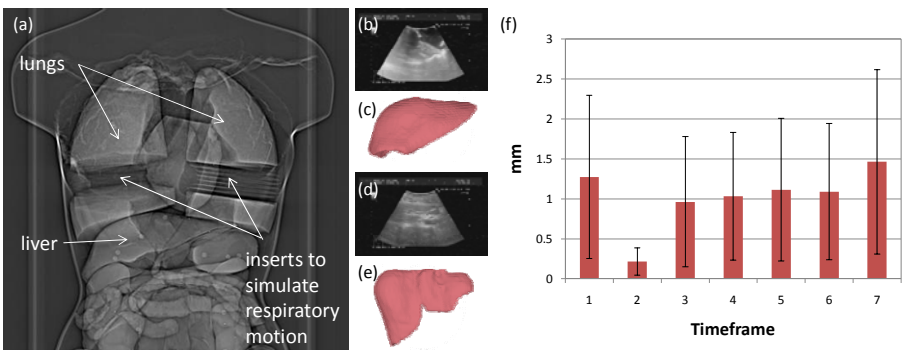 (a)
lungs
liver
inserts to
simulate
respiratory
motion
(b)
(c)
(d)
(e)
(f)
3
2.5
2
1.5
1
0.5
0
mm
1 2 3 4 5 6 7
Timeframe